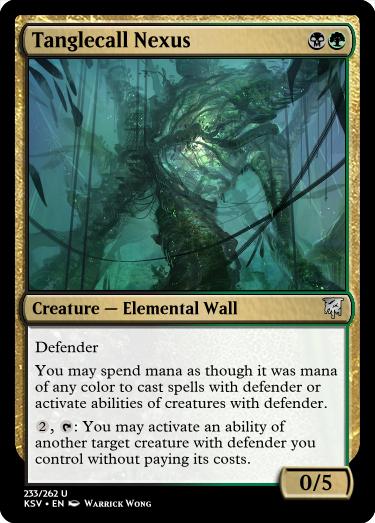 Tanglecall Nexus
Creature — Elemental Wall
Defender
You may spend mana as though it was mana
of any color to cast spells with defender or
activate abilities of creatures with defender.
2, T: You may activate an ability of
another target creature with defender you
control without paying its costs.
0/5
233/262 U
KSV • EN Warrick Wong